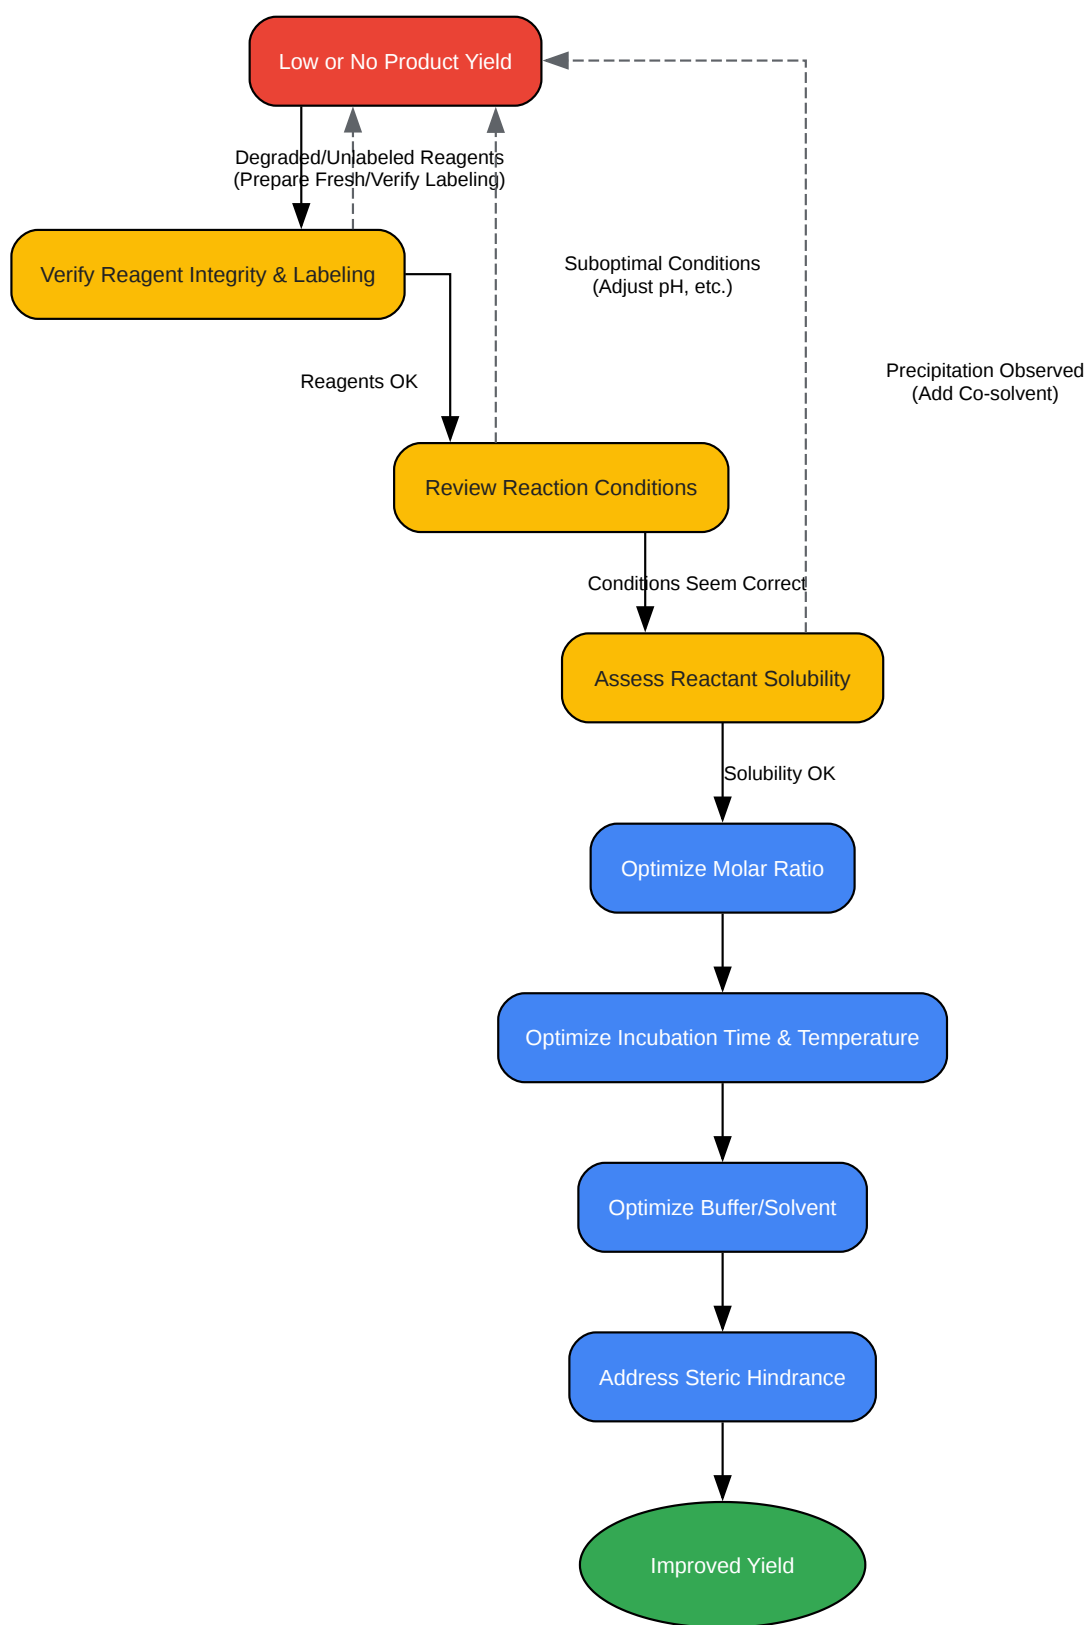 Low or No Product Yield
Degraded/Unlabeled Reagents
(Prepare Fresh/Verify Labeling)
Verify Reagent Integrity & Labeling
Suboptimal Conditions
(Adjust pH, etc.)
Reagents OK
Precipitation Observed
(Add Co-solvent)
Review Reaction Conditions
Conditions Seem Correct
Assess Reactant Solubility
Solubility OK
Optimize Molar Ratio
Optimize Incubation Time & Temperature
Optimize Buffer/Solvent
Address Steric Hindrance
Improved Yield